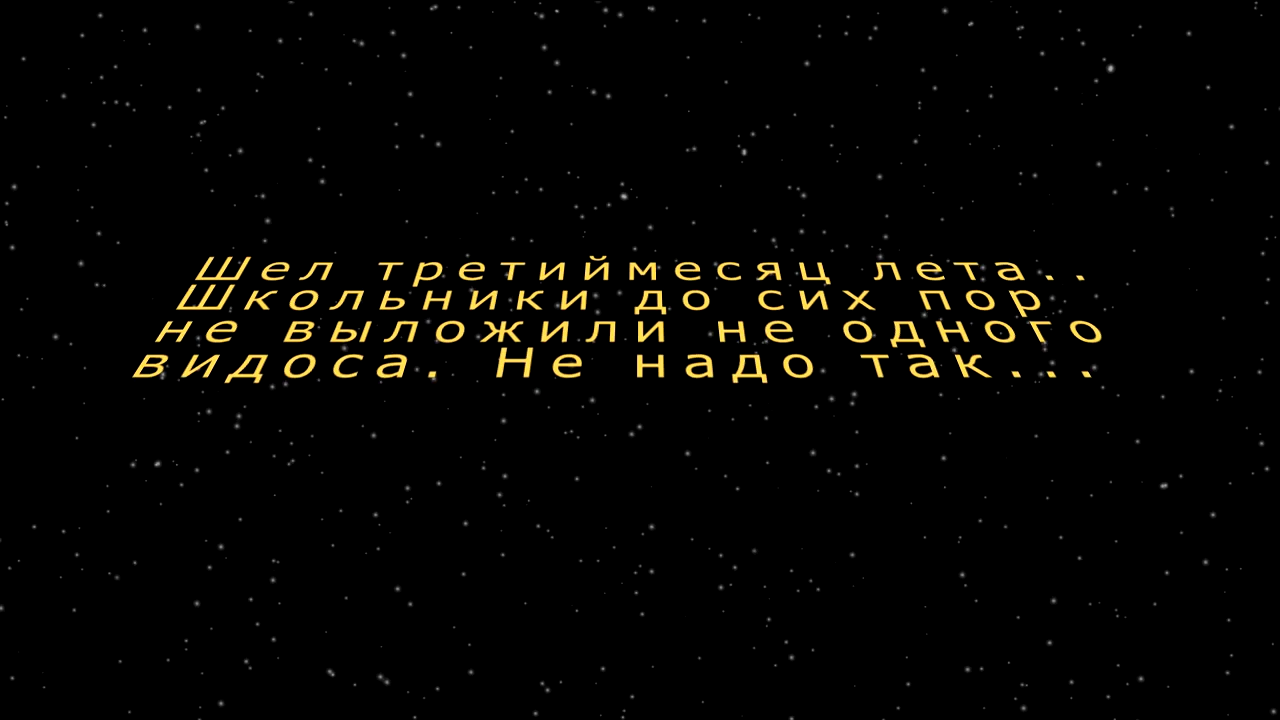 Шел третиймесяц лета..
Школьники до сих пор
не выложили не одного
видоса. Не надо так...